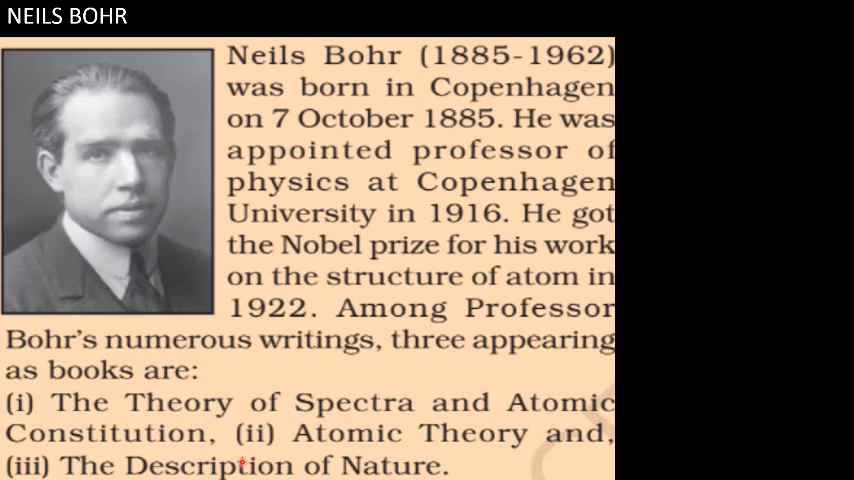 NEILS BOHR
Neils Bohr (1885-1962)
was born in Copenhagen
on 7 October 1885. He was
appointed professor of
physics at Copenhagen
University in 1916. He got
the Nobel prize for his work
on the structure of atom in
1922. Among Professor
Bohr's numerous writings, three appearing
as books are:
(i) The Theory of Spectra and Atomic
Constitution, (ii) Atomic Theory and,
(iii) The Description of Nature.